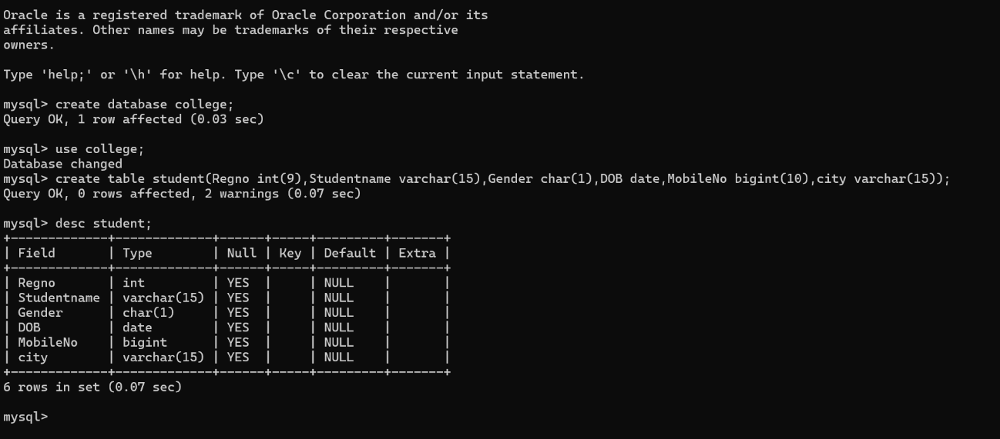 Oracle is a registered trademark of Oracle Corporation and/or its
affiliates. Other names may be trademarks of their respective
owners.
Type 'help;' or '\h' for help. Type '\c' to clear the current input statement.
mysql> create database college;
Query OK, 1 row affected (0.03 sec)
mysql> use college;
Database changed
mysql> create table student(Regno int(9),Studentname varchar(15),Gender char(1),DOB date,MobileNo bigint(10),city varchar(15));
Query OK, 0 rows affected, 2 warnings (0.07 sec)
mysql> desc student;
+-------------+-------------+------+-----+---------+-------+
| Field       | Type        | Null | Key | Default | Extra |
+-------------+-------------+------+-----+---------+-------+
| Regno       | int         | YES  |     | NULL    |       |
| Studentname | varchar(15) | YES  |     | NULL    |       |
| Gender      | char(1)     | YES  |     | NULL    |       |
| DOB         | date        | YES  |     | NULL    |       |
| MobileNo    | bigint      | YES  |     | NULL    |       |
| city        | varchar(15) | YES  |     | NULL    |       |
+-------------+-------------+------+-----+---------+-------+
6 rows in set (0.07 sec)
mysql>